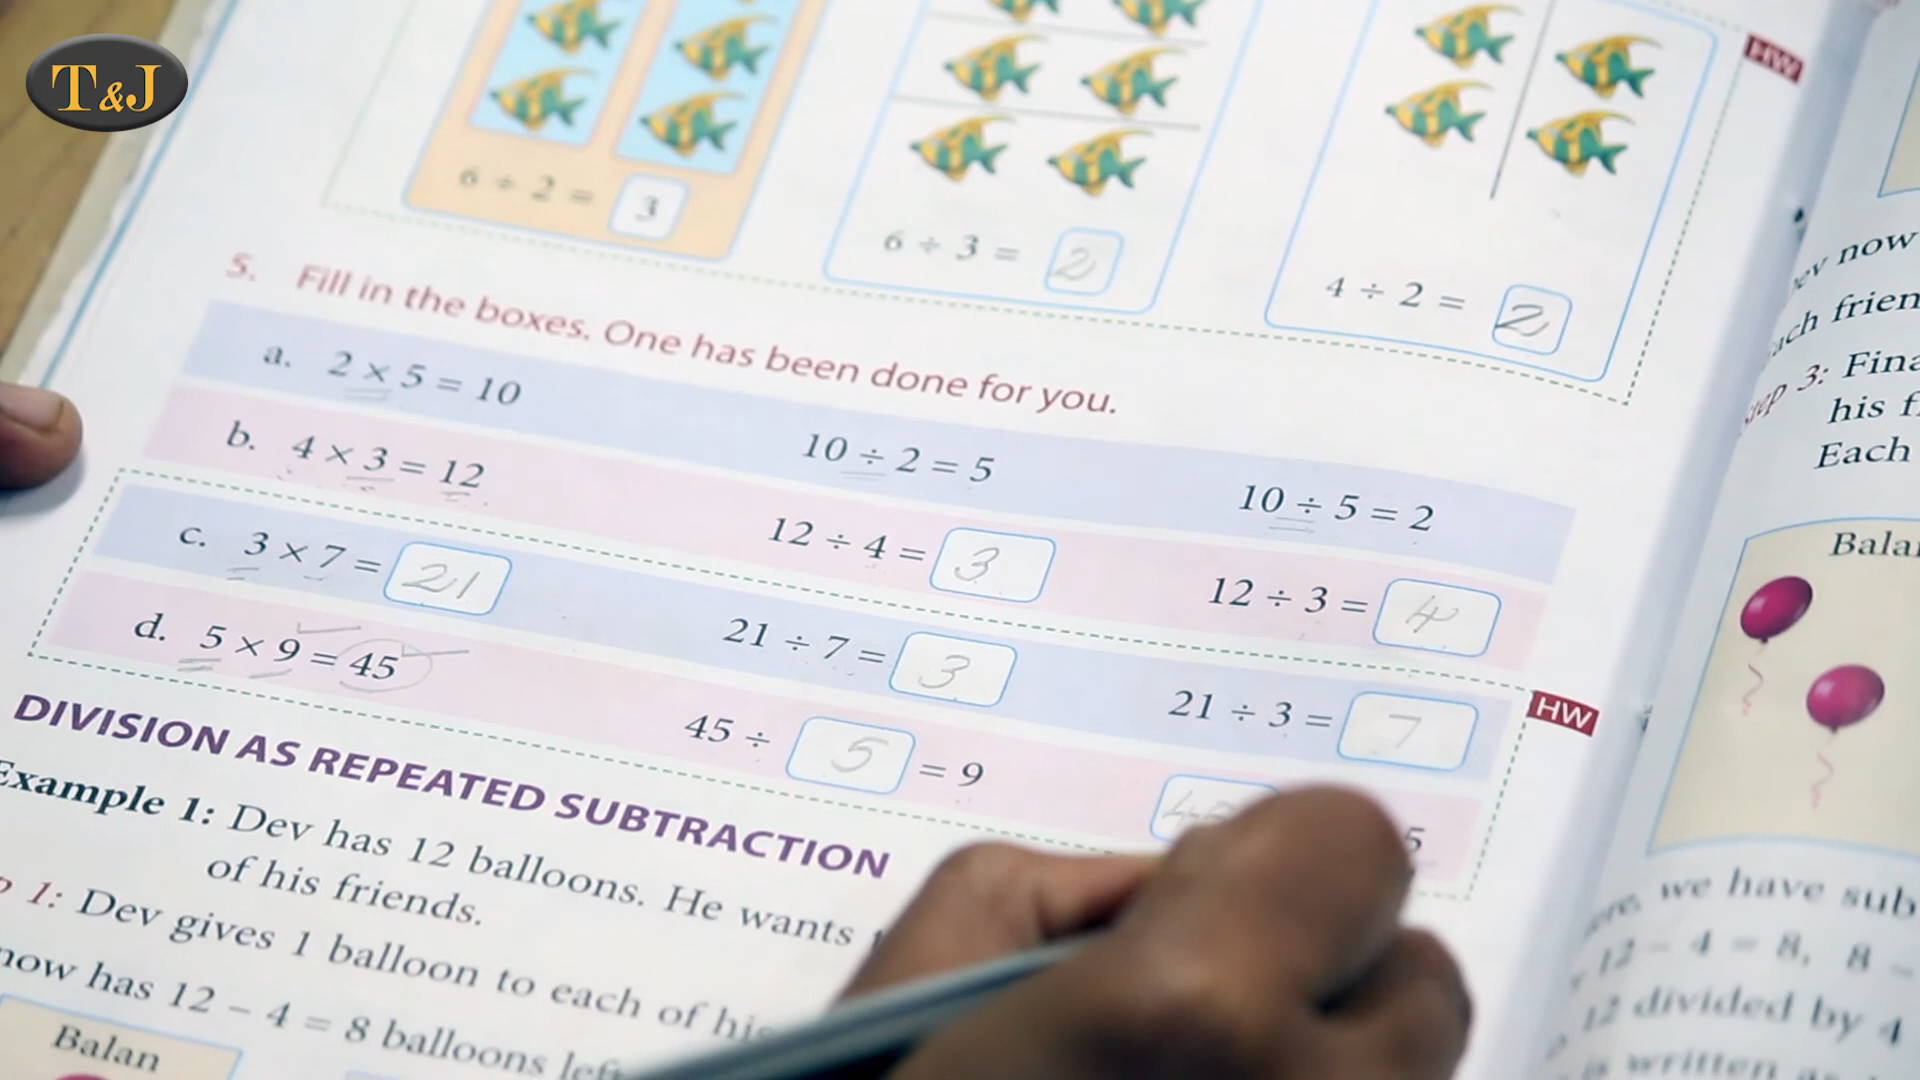 T&J
HW
6 ÷ 2 = 3
6 ÷ 3 = 2
4 ÷ 2 = 2
5. Fill in the boxes. One has been done for you.
a. 2 × 5 = 10 10 ÷ 2 = 5 10 ÷ 5 = 2
b. 4 × 3 = 12 12 ÷ 4 = 3 12 ÷ 3 = 4
c. 3 × 7 = 21 21 ÷ 7 = 3 21 ÷ 3 = 7
d. 5 × 9 = 45 45 ÷ 5 = 9 5
HW
DIVISION AS REPEATED SUBTRACTION
Example 1: Dev has 12 balloons. He wants
of his friends.
1: Dev gives 1 balloon to each of his
now has 12 – 4 = 8 balloons left
Balan
now
3:
his
Each
we have
12 – 4 = 8, 8 –
12 divided by 4
is written as